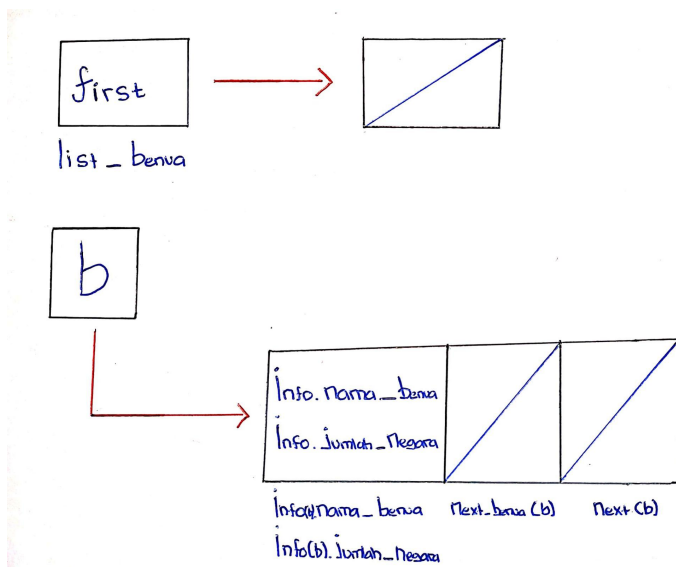 first
list_benua
b
Info.nama_benua
Info.jumlah_negara
Info(b).nama_benua next_benua(b) next(b)
Info(b).jumlah_negara